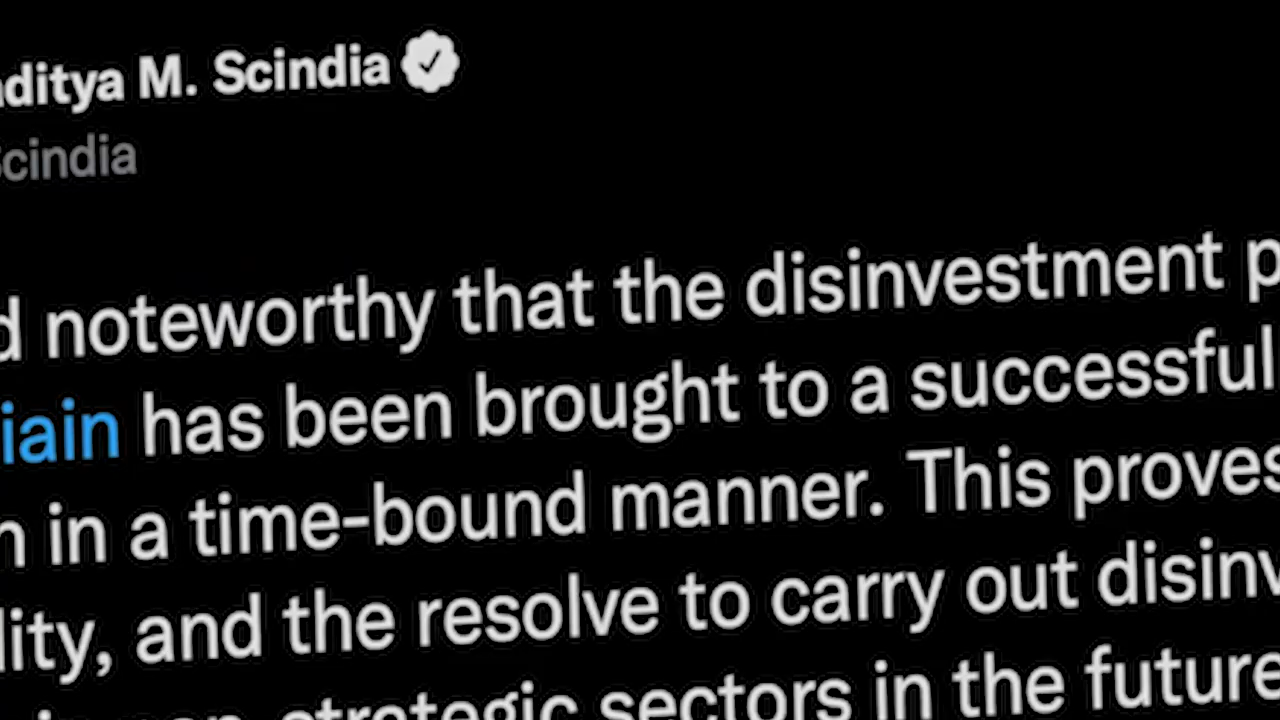 aditya M. Scindia
Scindia
d noteworthy that the disinvestment p
iain has been brought to a successful
n in a time-bound manner. This proves
lity, and the resolve to carry out disinv
strategic sectors in the future